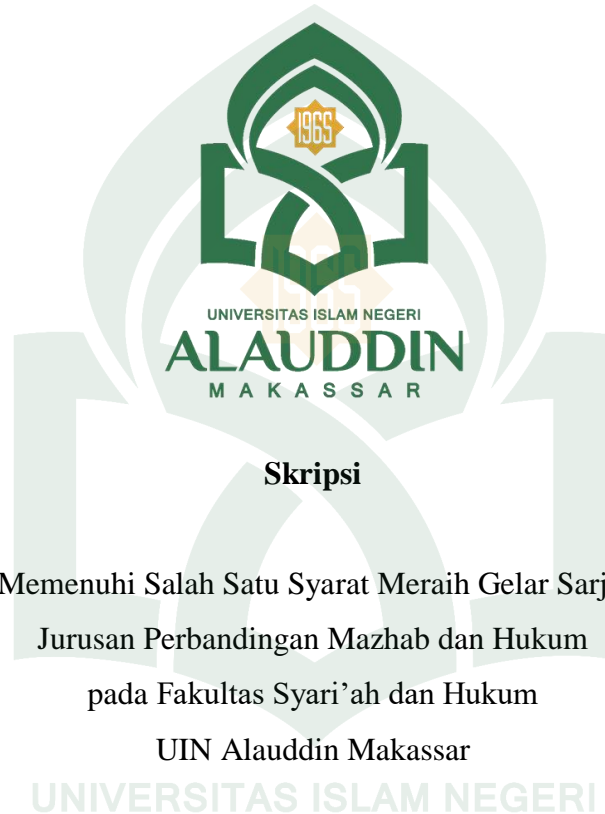 1965
UNIVERSITAS ISLAM NEGERI
ALAUDDIN
MAKASSAR
Skripsi
Memenuhi Salah Satu Syarat Meraih Gelar Sarj
Jurusan Perbandingan Mazhab dan Hukum
pada Fakultas Syari’ah dan Hukum
UIN Alauddin Makassar
UNIVERSITAS ISLAM NEGERI